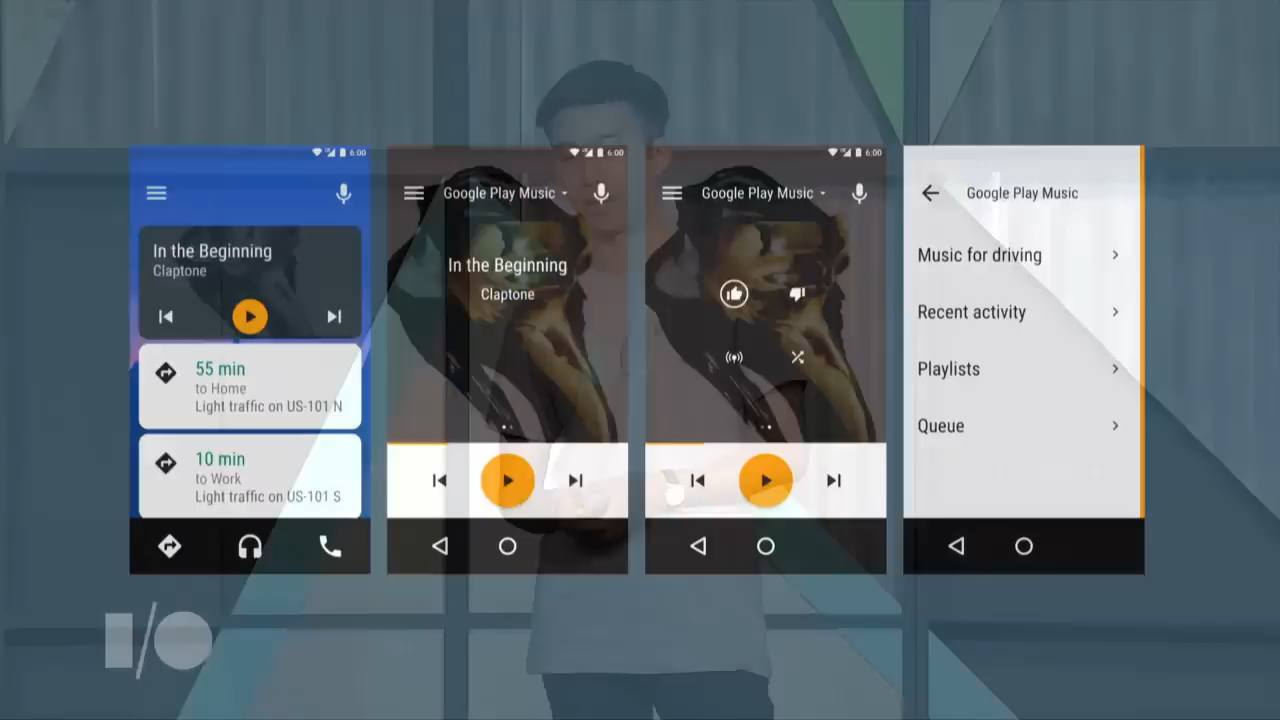 6:00
In the Beginning
Claptone
55 min
to Home
Light traffic on US-101 N
10 min
to Work
Light traffic on US-101 S
6:00
Google Play Music
In the Beginning
Claptone
6:00
Google Play Music
Google Play Music
Music for driving
Recent activity
Playlists
Queue
I/O